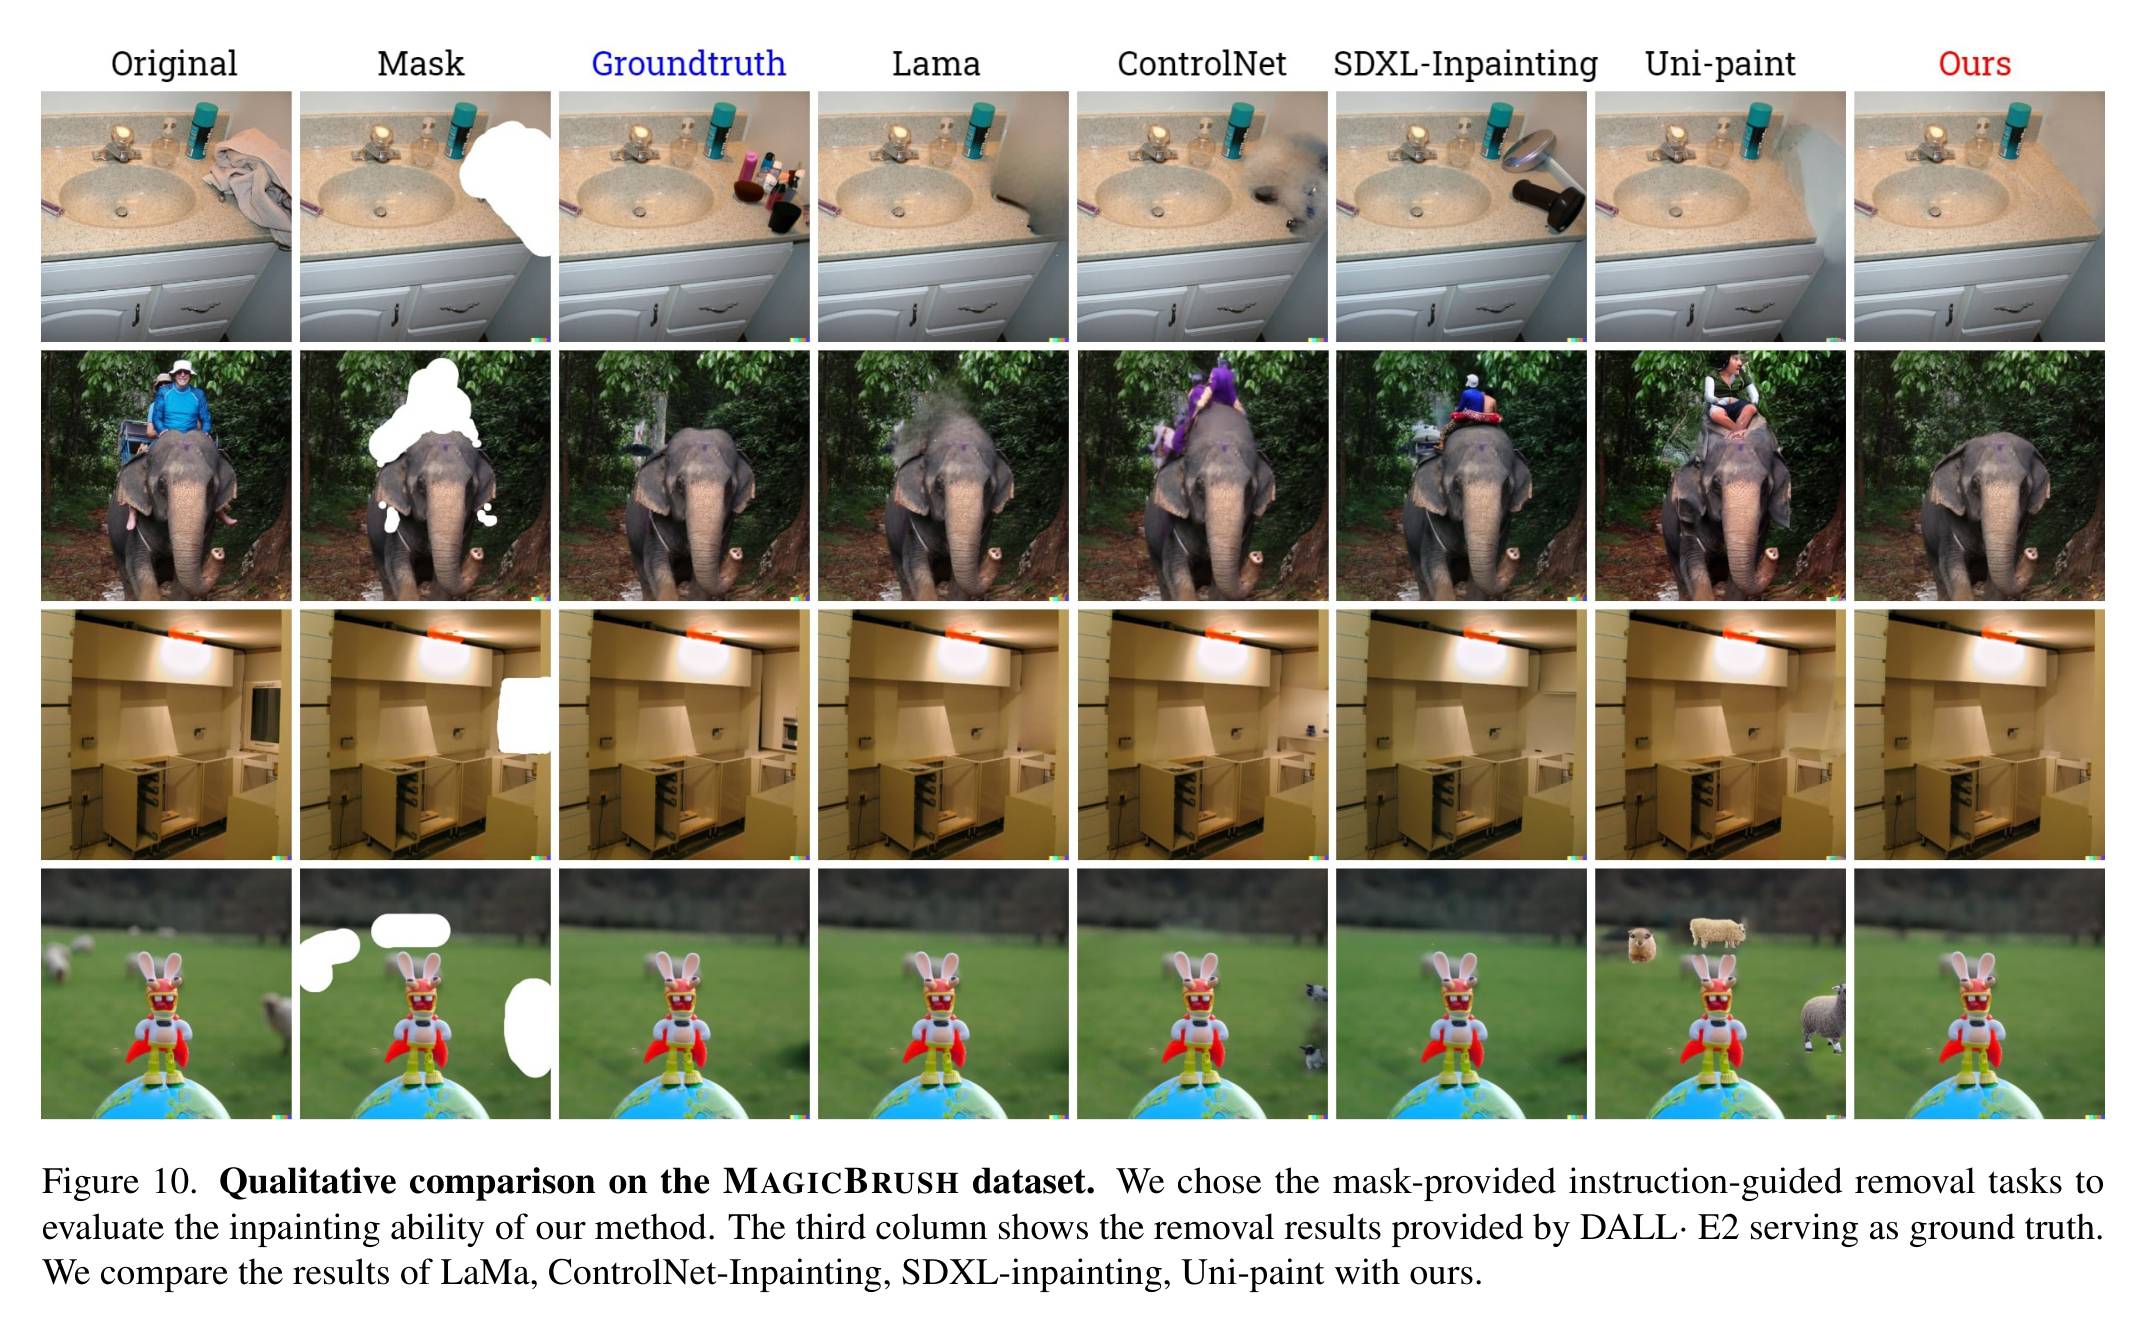 Original Mask Groundtruth Lama ControlNet SDXL-Inpainting Uni-paint Ours
Figure 10. Qualitative comparison on the MAGICBRUSH dataset. We chose the mask-provided instruction-guided removal tasks to
evaluate the inpainting ability of our method. The third column shows the removal results provided by DALL· E2 serving as ground truth.
We compare the results of LaMa, ControlNet-Inpainting, SDXL-inpainting, Uni-paint with ours.